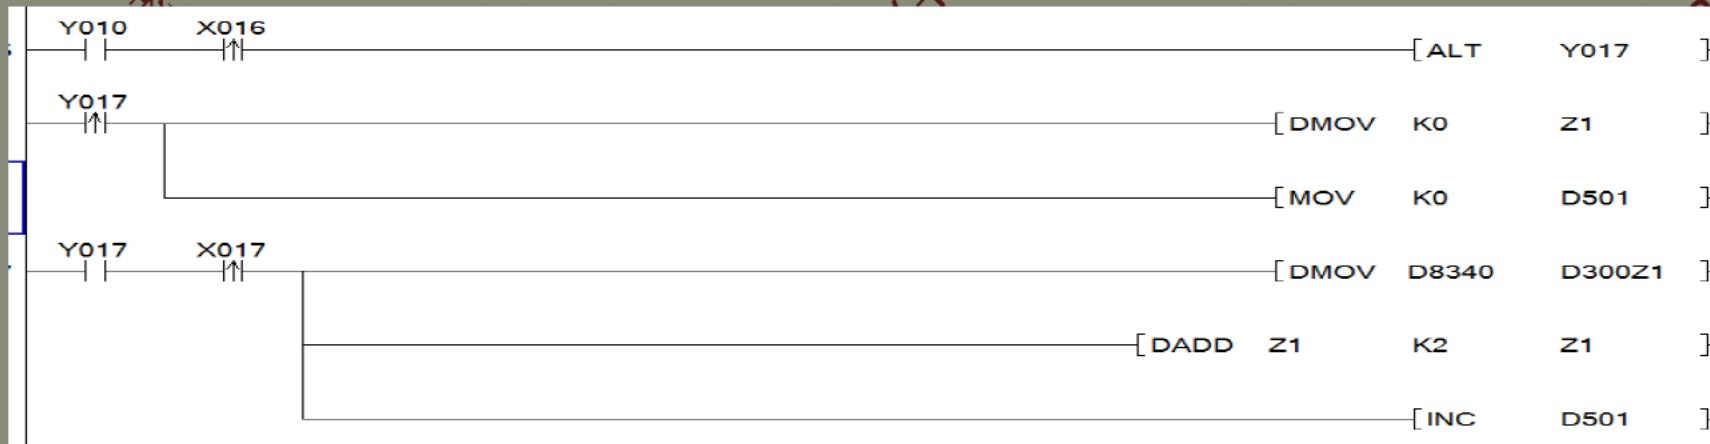 Y010 X016
[ALT Y017 ]
Y017
[DMOV K0 Z1 ]
[MOV K0 D501 ]
Y017 X017
[DMOV D8340 D300Z1 ]
[DADD Z1 K2 Z1 ]
[INC D501 ]